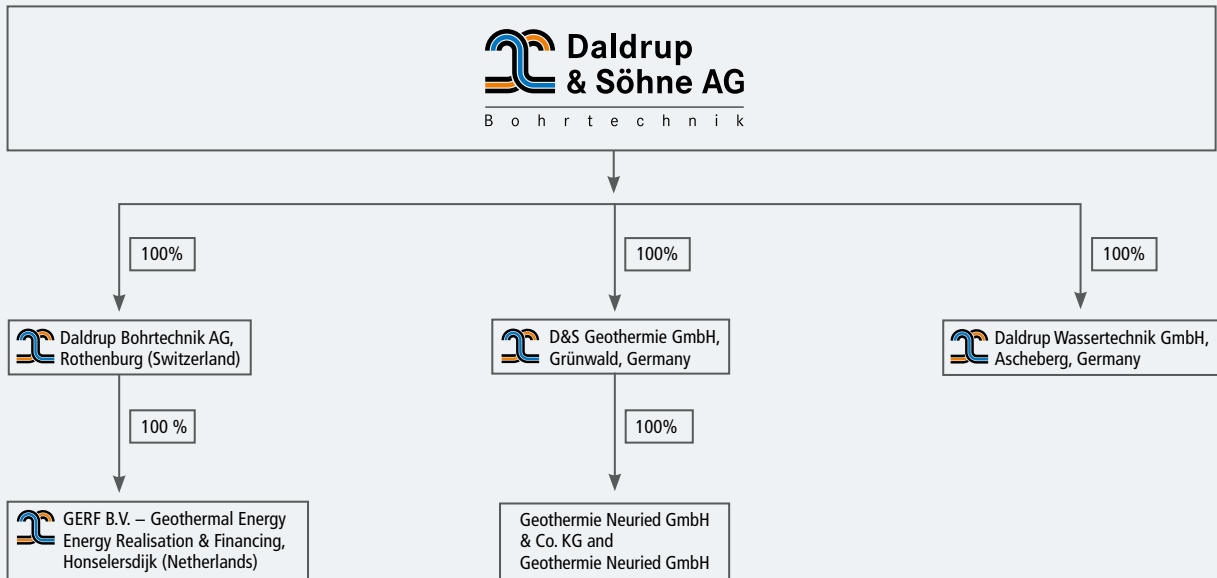 Daldrup
& Söhne AG
Bohrtechnik
100%
100%
100%
Daldrup Bohrtechnik AG,
Rothenburg (Switzerland)
D&S Geothermie GmbH,
Grünwald, Germany
Daldrup Wassertechnik GmbH,
Ascheberg, Germany
100 %
100%
GERF B.V. – Geothermal Energy
Energy Realisation & Financing,
Honselersdijk (Netherlands)
Geothermie Neuried GmbH
& Co. KG and
Geothermie Neuried GmbH